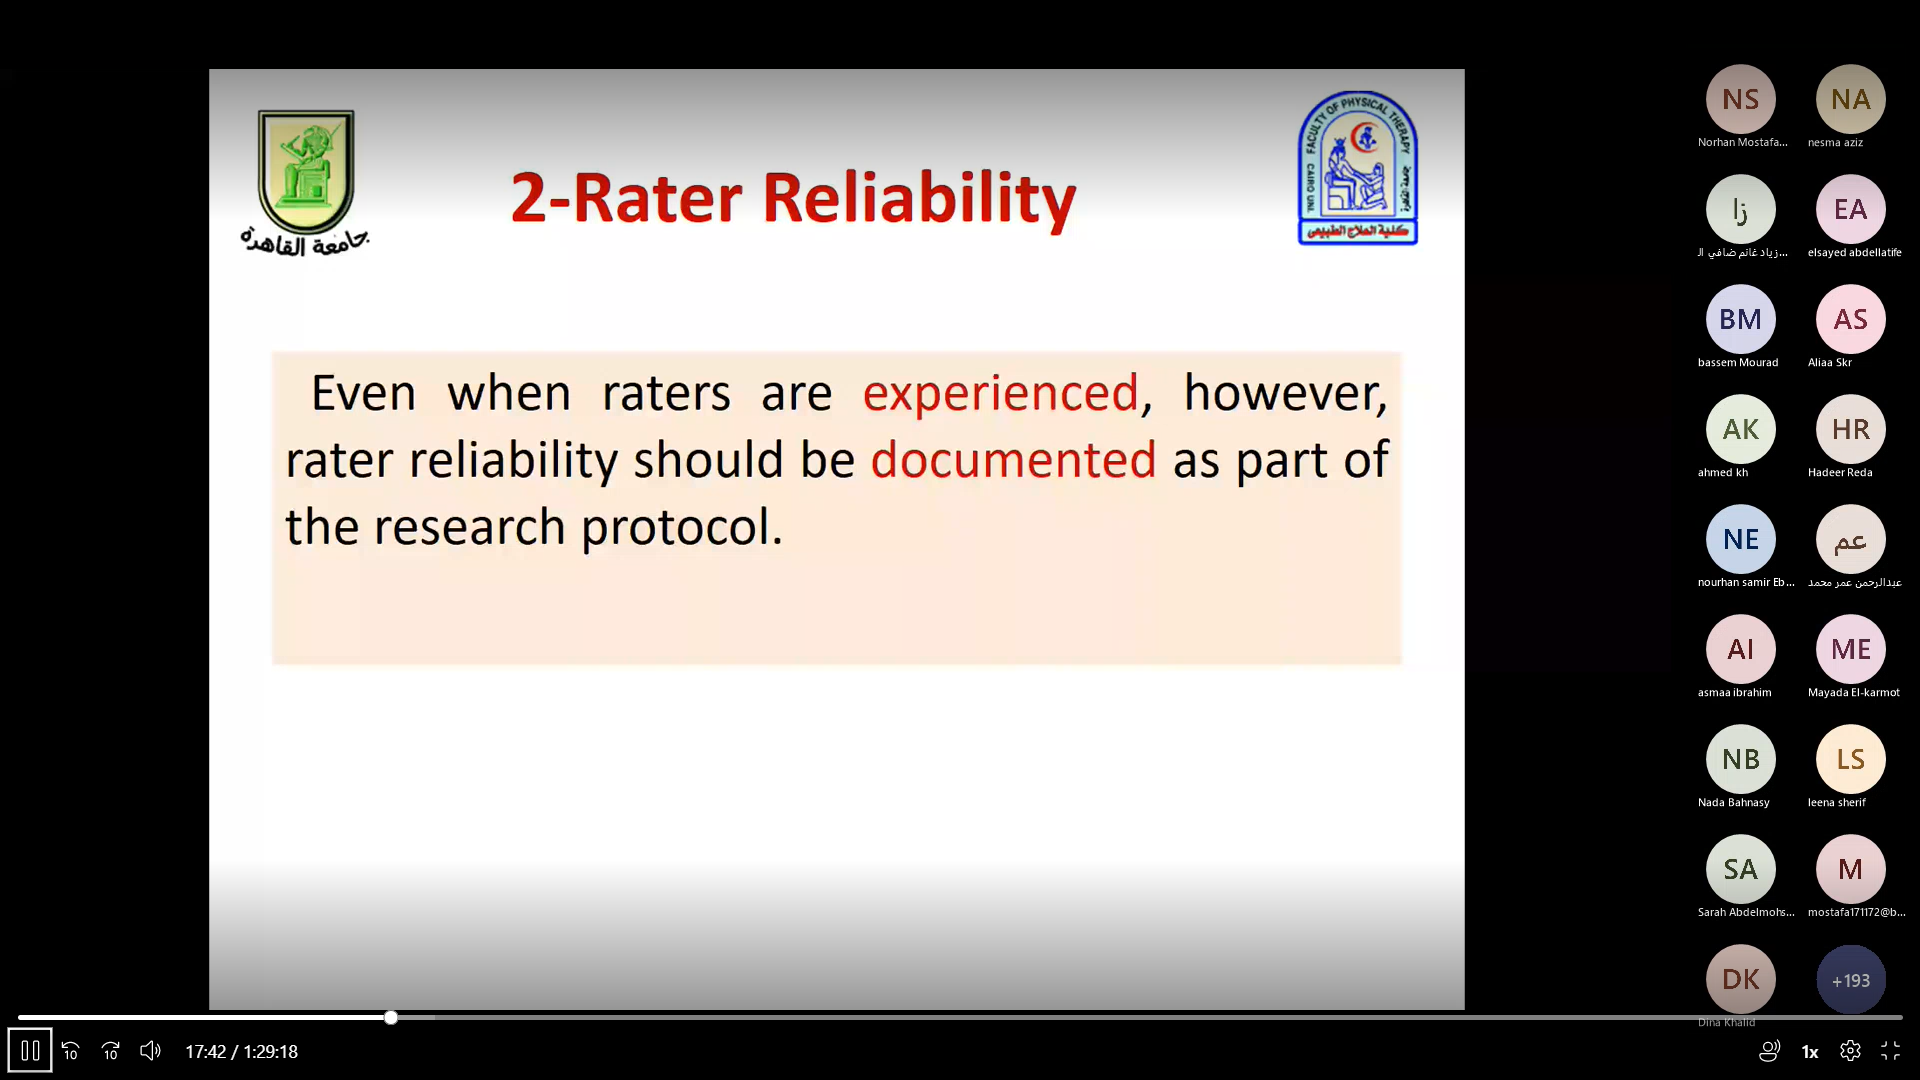 جامعة القاهرة
FACULTY OF PHYSICAL THERAPY
CAIRO UNI.
جامعة القاهرة
كلية العلاج الطبيعى
2-Rater Reliability
Even when raters are experienced, however,
rater reliability should be documented as part of
the research protocol.
NS
NA
Norhan Mostafa...
nesma aziz
زا
EA
زياد غانم ضافي ال...
elsayed abdellatife
BM
AS
bassem Mourad
Aliaa Skr
AK
HR
ahmed kh
Hadeer Reda
NE
عم
nourhan samir Eb...
عبدالرحمن عمر محمد
AI
ME
asmaa ibrahim
Mayada El-karmot
NB
LS
Nada Bahnasy
leena sherif
SA
M
Sarah Abdelmohs...
mostafa171172@b...
DK
+193
Dina Khalid
10
10
17:42 / 1:29:18
1x